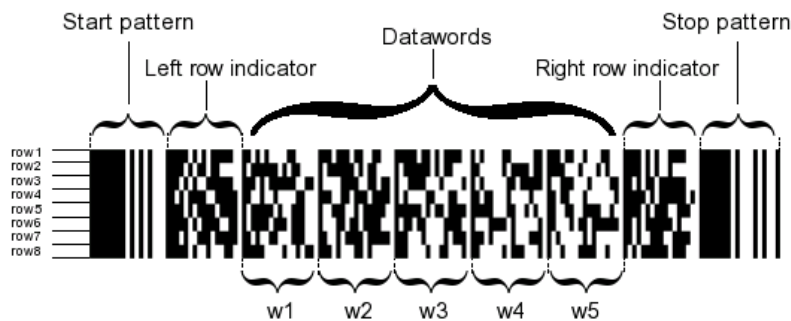 Start pattern
Stop pattern
Datawords
Left row indicator
Right row indicator
row1
row2
row3
row4
row5
row6
row7
row8
w1 w2 w3 w4 w5